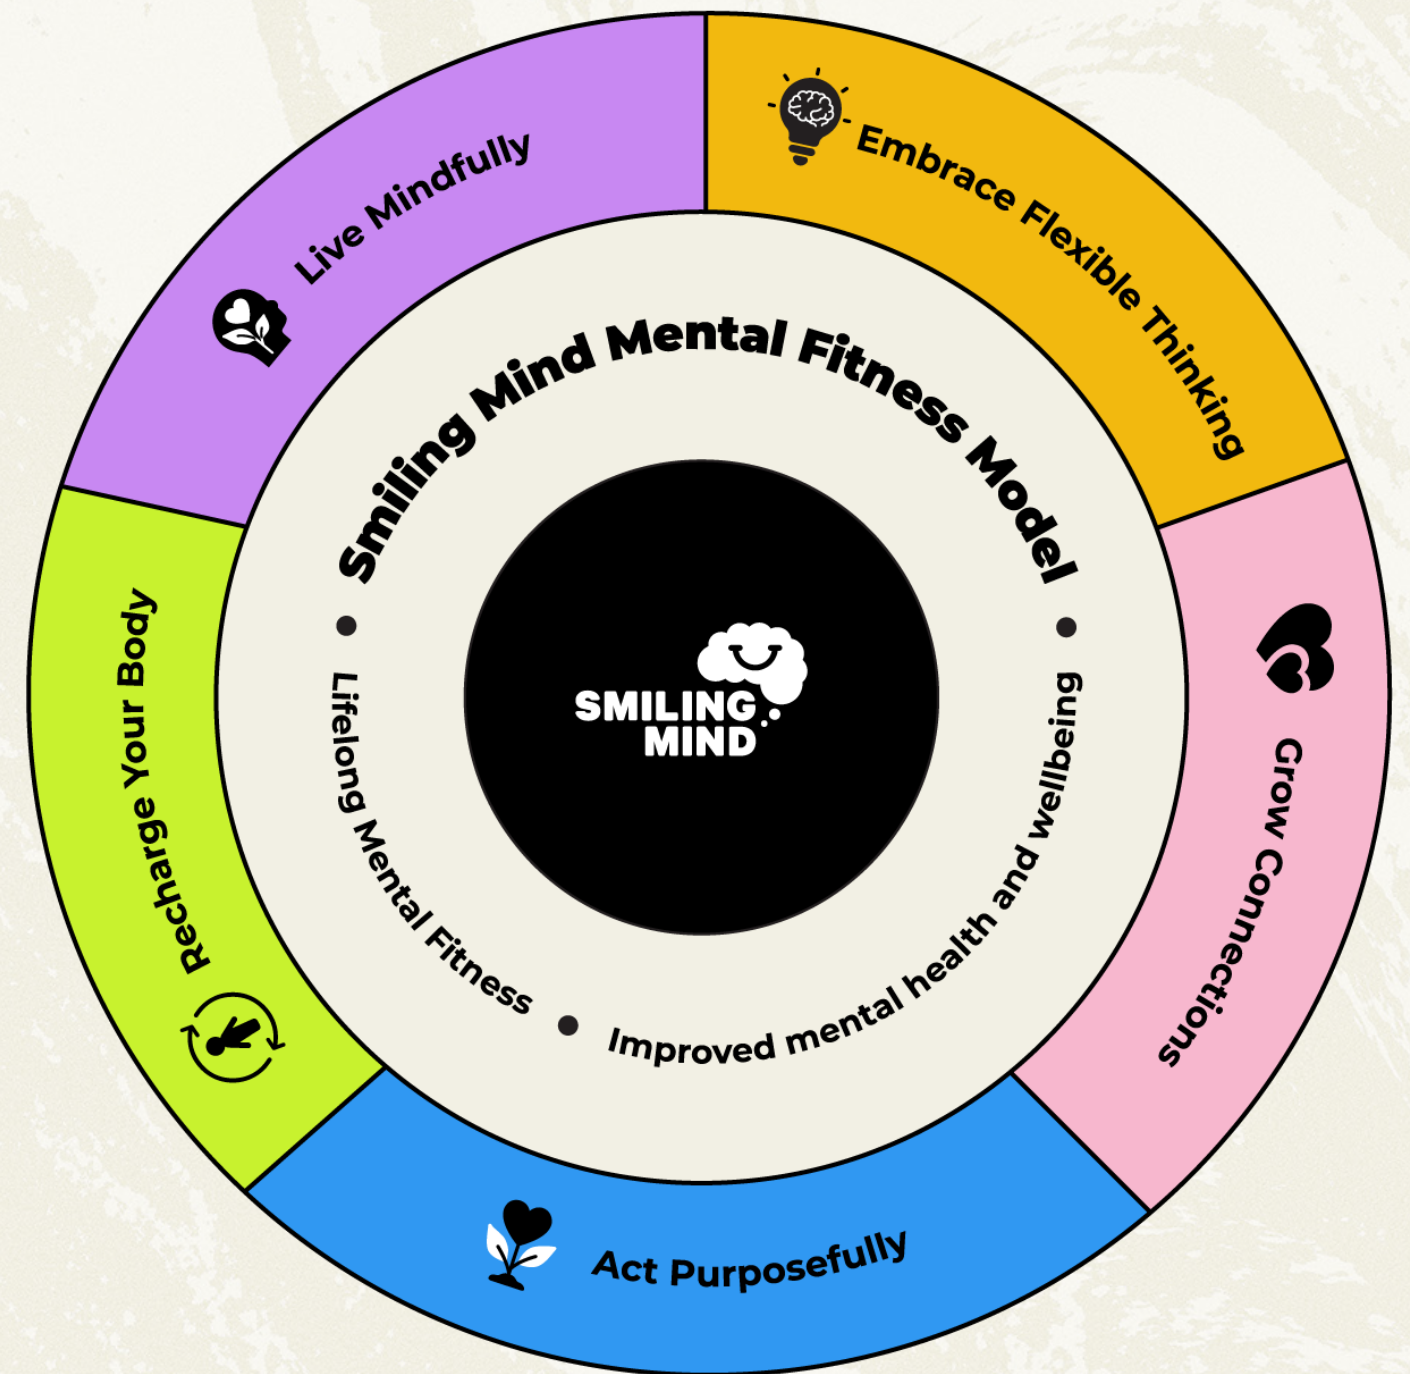 Live Mindfully
Embrace Flexible Thinking
Grow Connections
Act Purposefully
Recharge Your Body
Smiling Mind Mental Fitness Model
Lifelong Mental Fitness
Improved mental health and wellbeing
SMILING
MIND